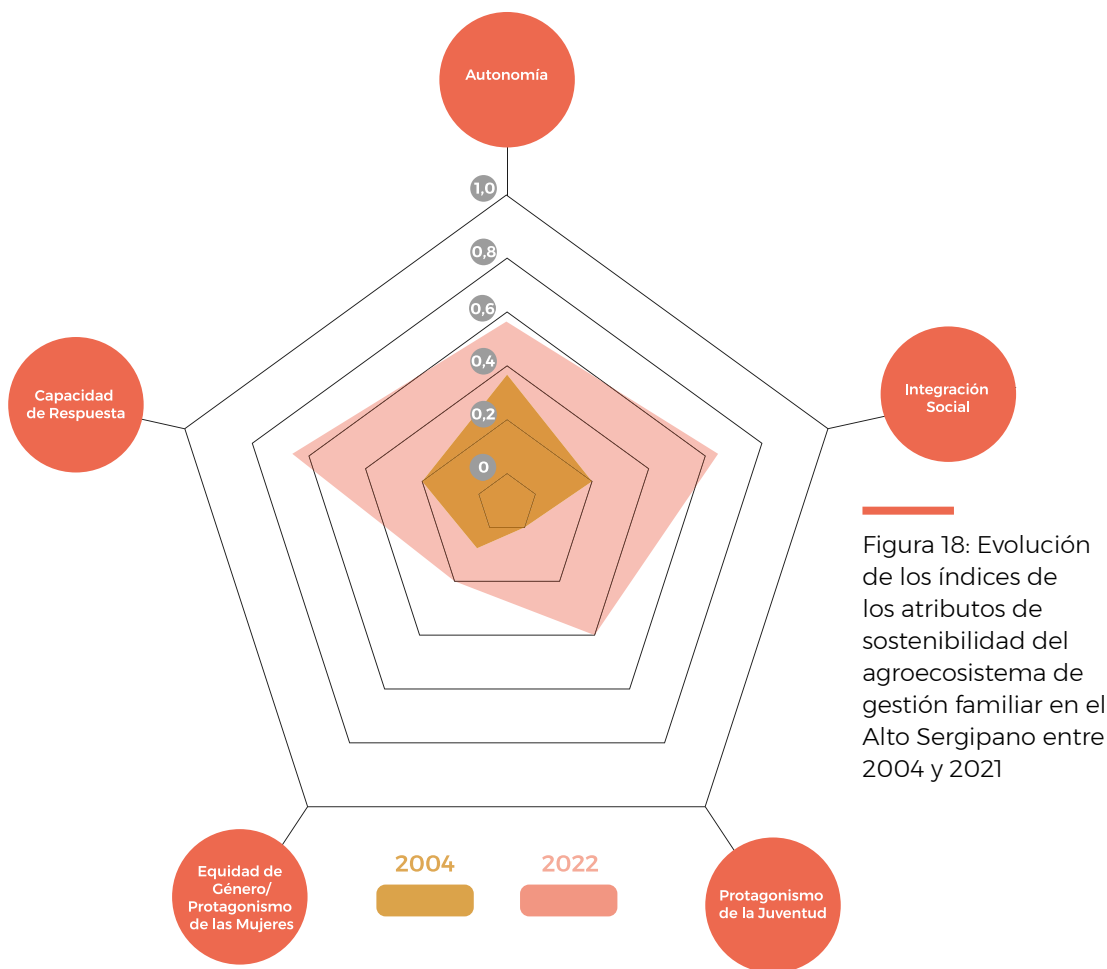 Autonomía
1,0
0,8
0,6
0,4
0,2
0
Capacidad
de Respuesta
Integración
Social
Figura 18: Evolución
de los índices de
los atributos de
sostenibilidad del
agroecosistema de
gestión familiar en el
Alto Sergipano entre
2004 y 2021
Equidad de
Género/
Protagonismo
de las Mujeres
2004
2022
Protagonismo
de la Juventud